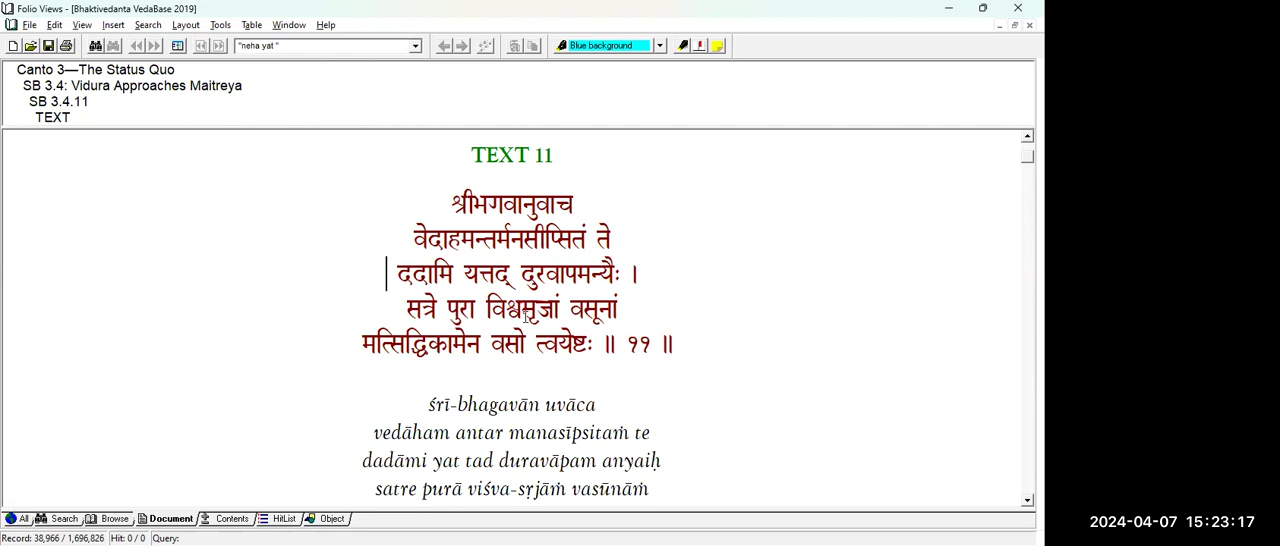 Folio Views - [Bhaktivedanta VedaBase 2019]
File Edit View Insert Search Layout Tools Table Window Help
"neha yat " Blue background
Canto 3—The Status Quo
SB 3.4: Vidura Approaches Maitreya
SB 3.4.11
TEXT
TEXT 11
श्रीभगवानुवाच
वेदाहमन्तर्मनसीप्सितं ते
ददामि यत्तद् दुरवापमन्यैः ।
सत्रे पुरा विश्वसृजां वसूनां
मत्सिद्धिकामेन वसो त्वयेष्टः ॥ ११ ॥
śrī-bhagavān uvāca
vedāham antar manasīpsitaṁ te
dadāmi yat tad duravāpam anyaiḥ
satre purā viśva-sṛjāṁ vasūnāṁ
All Search Browse Document Contents HitList Object
Record: 38,966 / 1,696,826 Hit: 0 / 0 Query:
2024-04-07 15:23:17